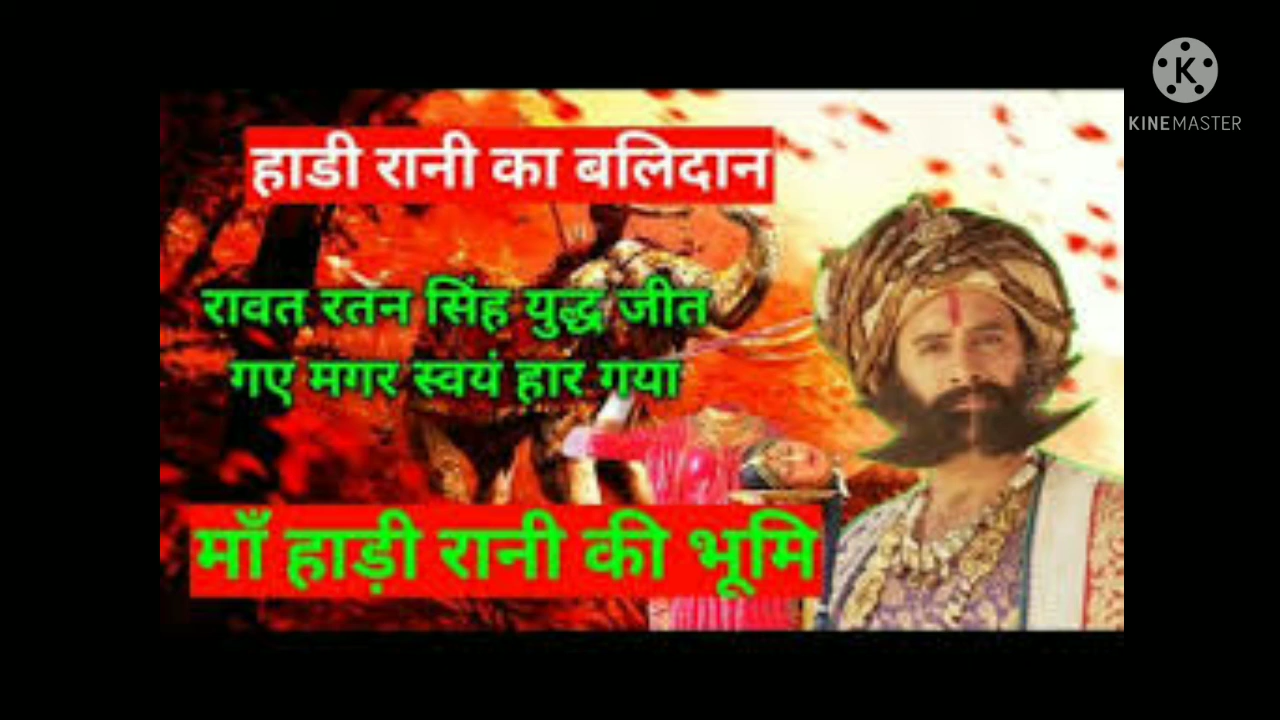 KINEMASTER
हाडी रानी का बलिदान
रावत रतन सिंह युद्ध जीत
गए मगर स्वयं हार गया
माँ हाड़ी रानी की भूमि